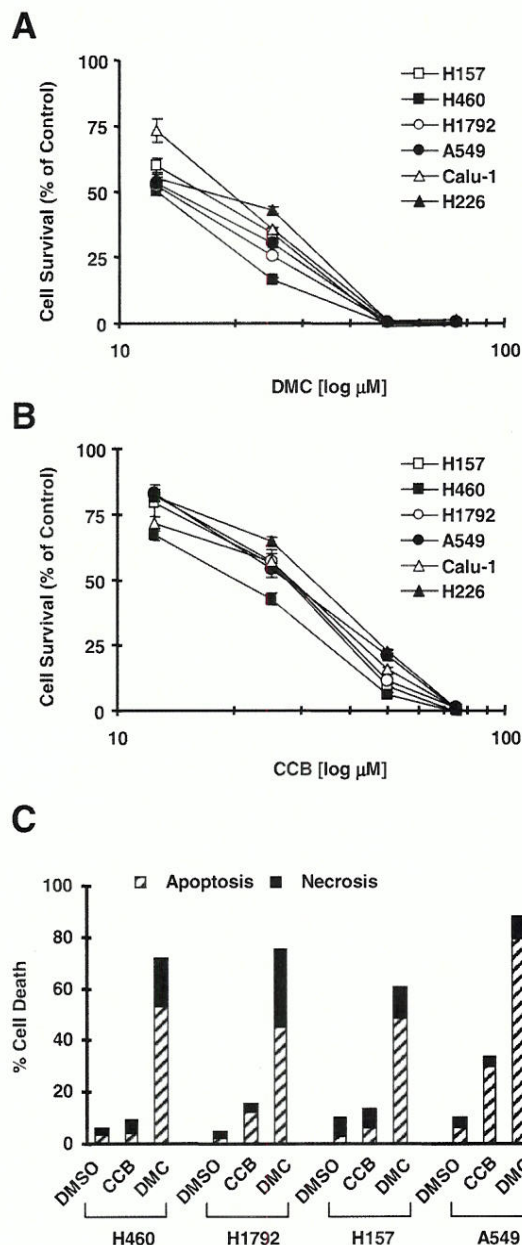 A
100
75
50
25
0
Cell Survival (% of Control)
H157
H460
H1792
A549
Calu-1
H226
10
100
DMC [log µM]
B
100
75
50
25
0
Cell Survival (% of Control)
H157
H460
H1792
A549
Calu-1
H226
10
100
CCB [log µM]
C
100
80
60
40
20
0
% Cell Death
Apoptosis Necrosis
DMSO CCB DMC DMSO CCB DMC DMSO CCB DMC DMSO CCB DMC
H460 H1792 H157 A549